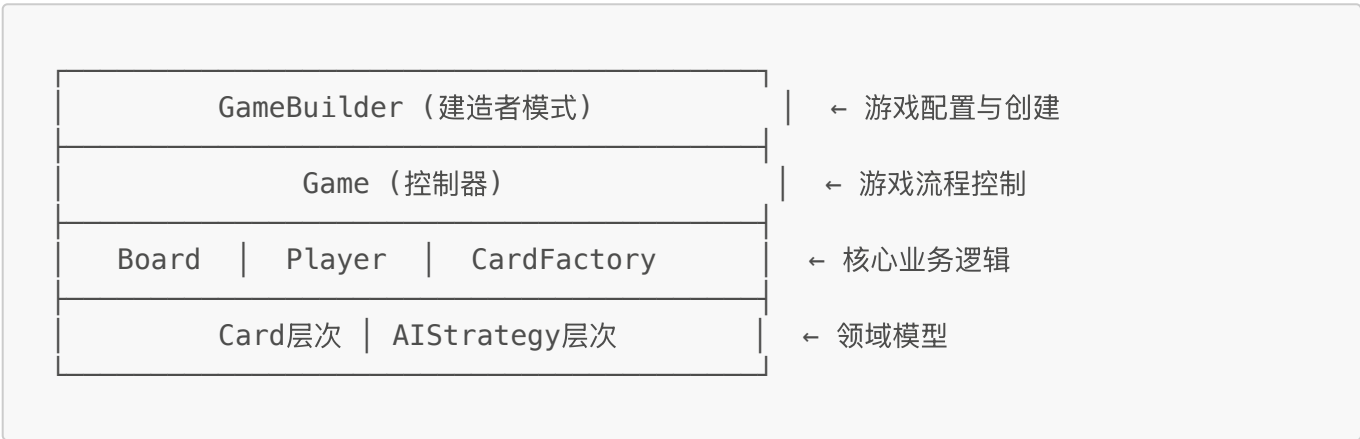 GameBuilder (建造者模式) │ ← 游戏配置与创建
Game (控制器) │ ← 游戏流程控制
Board │ Player │ CardFactory │ ← 核心业务逻辑
Card层次 │ AIStrategy层次 │ ← 领域模型